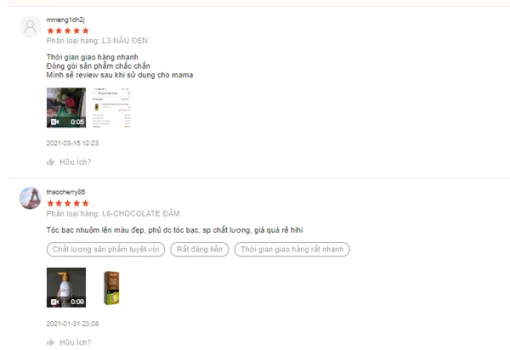 mmeng1dh2j
Phân loại hàng: L3-NÂU ĐEN
Thời gian giao hàng nhanh
Đóng gói sản phẩm chắc chắn
Mình sẽ review sau khi sử dụng cho mama
0:05
2021-03-15 12:23
Hữu ích?
thaocherry86
Phân loại hàng: L6-CHOCOLATE ĐẬM
Tóc bạc nhuộm lên màu đẹp, phủ dc tóc bạc, sp chất lượng, giá quá rẻ hihi
Chất lượng sản phẩm tuyệt vời
Rất đáng tiền
Thời gian giao hàng rất nhanh
0:09
2021-01-31 23:08
Hữu ích?